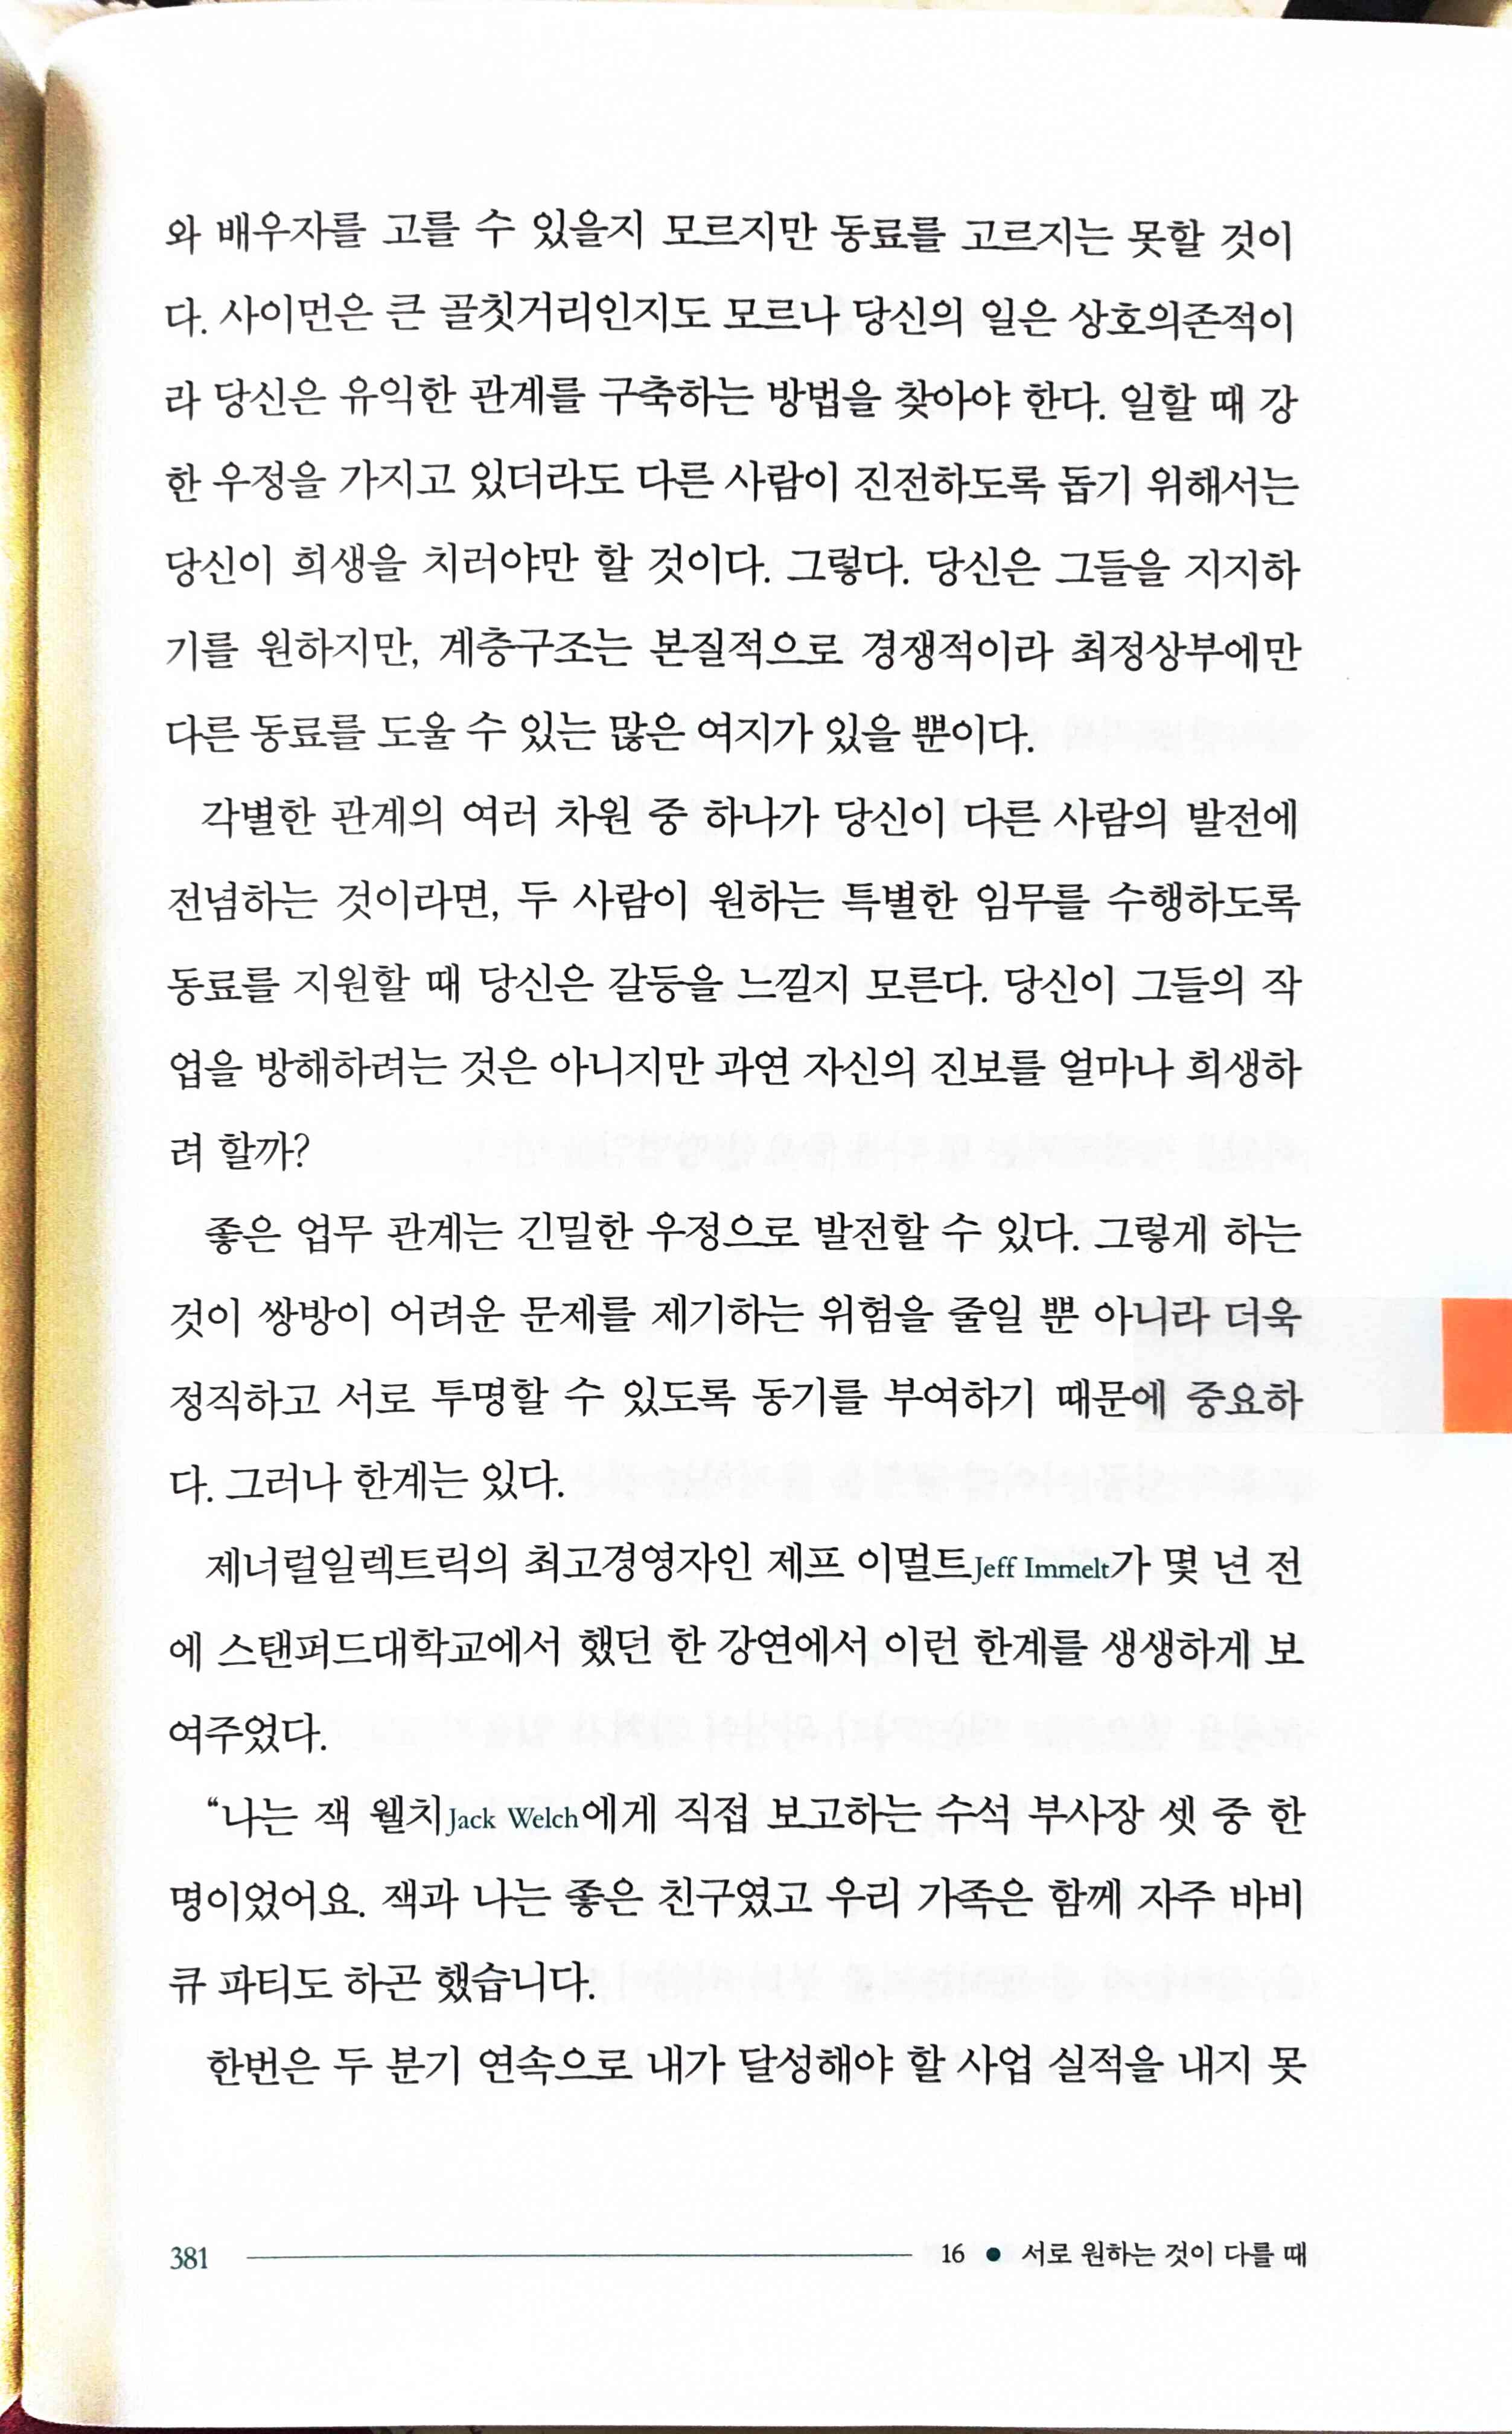 와 배우자를 고를 수 있을지 모르지만 동료를 고르지는 못할 것이
다. 사이먼은 큰 골칫거리인지도 모르나 당신의 일은 상호의존적이
라 당신은 유익한 관계를 구축하는 방법을 찾아야 한다. 일할 때 강
한 우정을 가지고 있더라도 다른 사람이 진전하도록 돕기 위해서는
당신이 희생을 치러야만 할 것이다. 그렇다. 당신은 그들을 지지하
기를 원하지만, 계층구조는 본질적으로 경쟁적이라 최정상부에만
다른 동료를 도울 수 있는 많은 여지가 있을 뿐이다.
각별한 관계의 여러 차원 중 하나가 당신이 다른 사람의 발전에
전념하는 것이라면, 두 사람이 원하는 특별한 임무를 수행하도록
동료를 지원할 때 당신은 갈등을 느낄지 모른다. 당신이 그들의 작
업을 방해하려는 것은 아니지만 과연 자신의 진보를 얼마나 희생하
려 할까?
좋은 업무 관계는 긴밀한 우정으로 발전할 수 있다. 그렇게 하는
것이 쌍방이 어려운 문제를 제기하는 위험을 줄일 뿐 아니라 더욱
정직하고 서로 투명할 수 있도록 동기를 부여하기 때문에 중요하
다. 그러나 한계는 있다.
제너럴일렉트릭의 최고경영자인 제프 이멀트Jeff Immelt가 몇 년 전
에 스탠퍼드대학교에서 했던 한 강연에서 이런 한계를 생생하게 보
여주었다.
“나는 잭 웰치Jack Welch에게 직접 보고하는 수석 부사장 셋 중 한
명이었어요. 잭과 나는 좋은 친구였고 우리 가족은 함께 자주 바비
큐 파티도 하곤 했습니다.
한번은 두 분기 연속으로 내가 달성해야 할 사업 실적을 내지 못
381 16 ● 서로 원하는 것이 다를 때